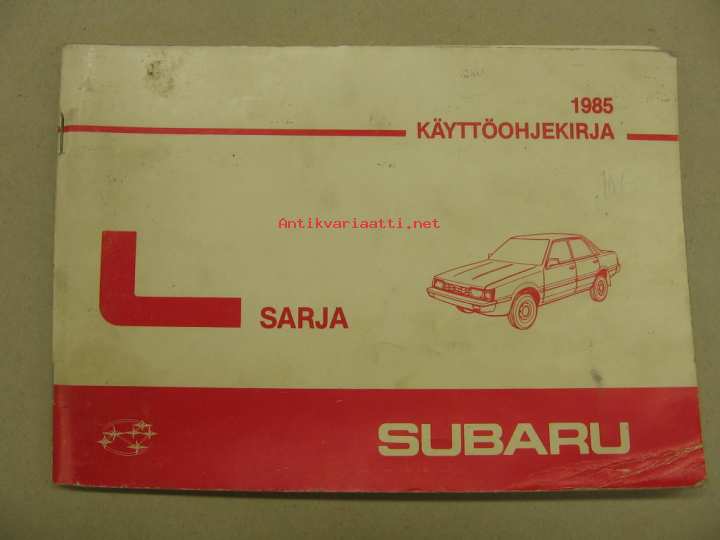 1985
KÄYTTÖOHJEKIRJA
Antikvariaatti.net
L SARJA
SUBARU